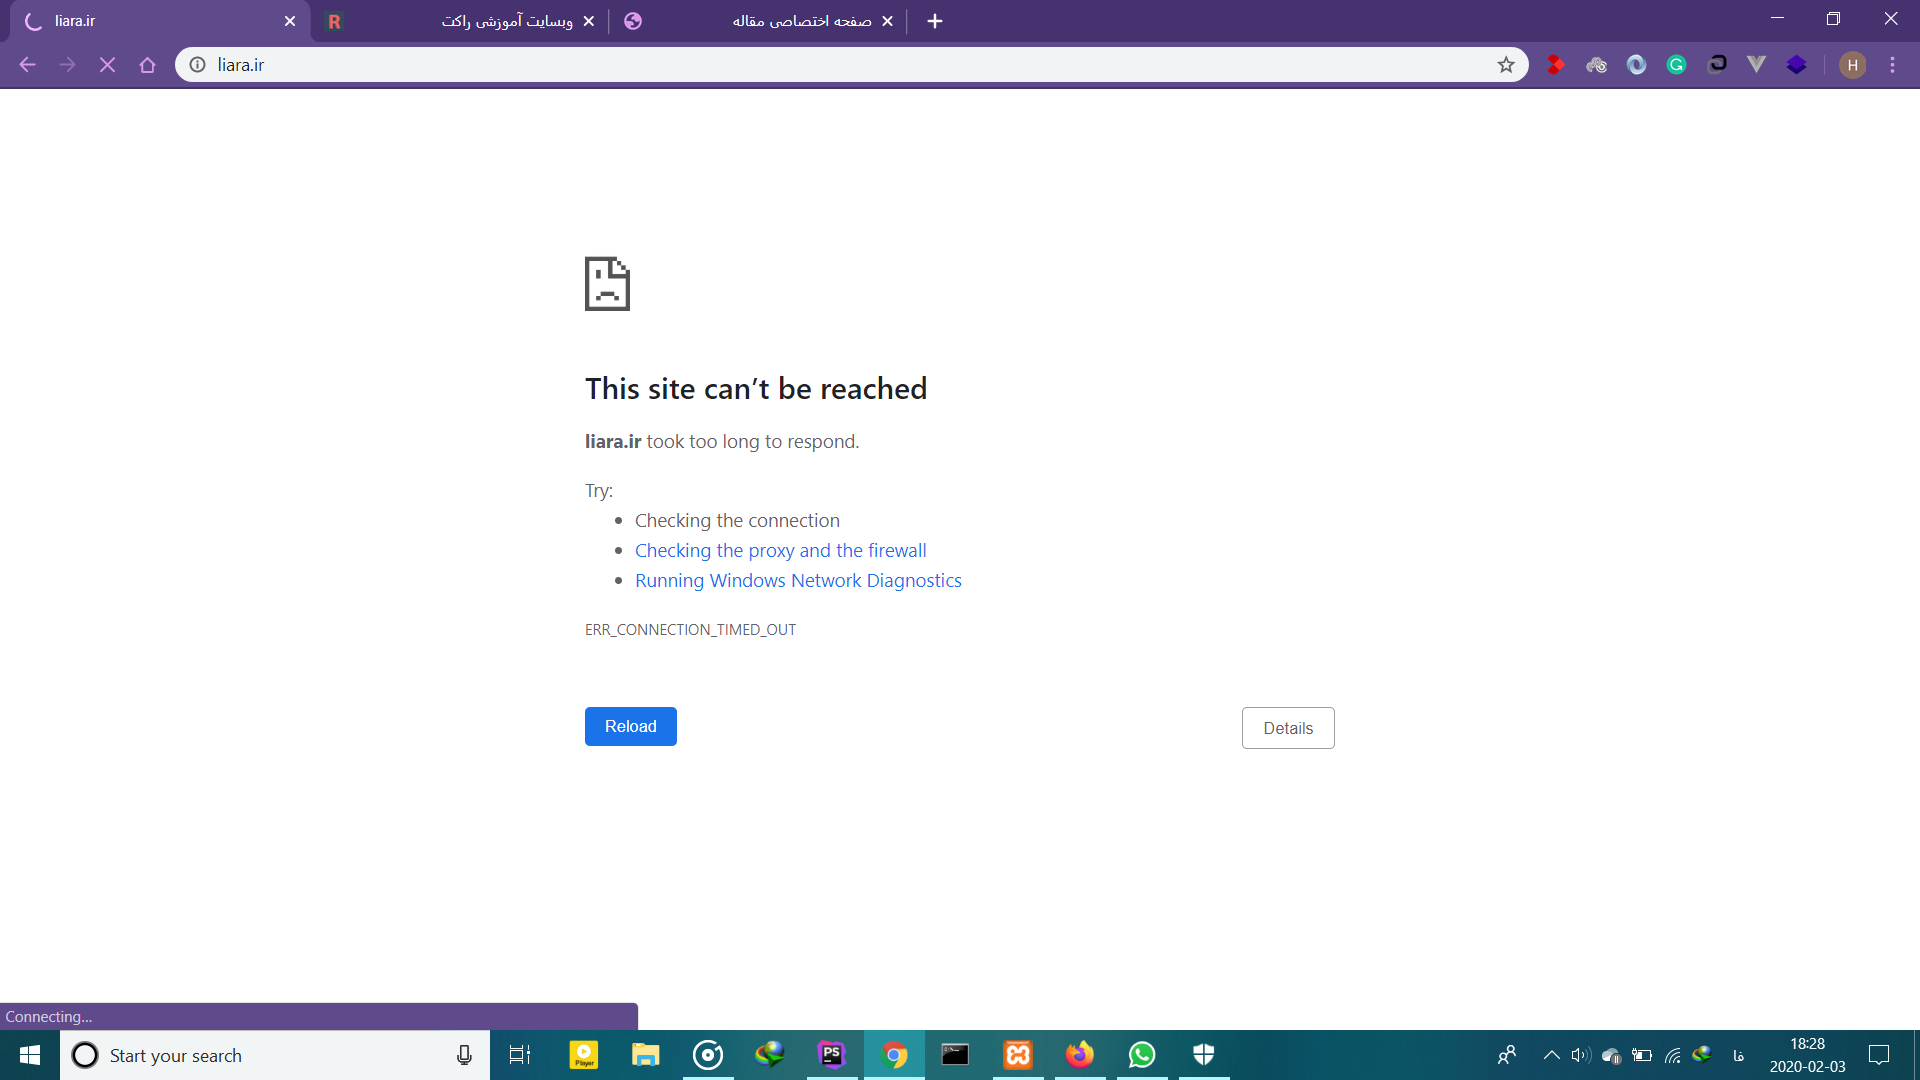 liara.ir
R
وبسایت آموزشی راکت
صفحه اختصاصی مقاله
liara.ir
H
This site can’t be reached
liara.ir took too long to respond.
Try:
Checking the connection
Checking the proxy and the firewall
Running Windows Network Diagnostics
ERR_CONNECTION_TIMED_OUT
Reload
Details
Connecting...
Start your search
Player
PS
فا
18:28
2020-02-03